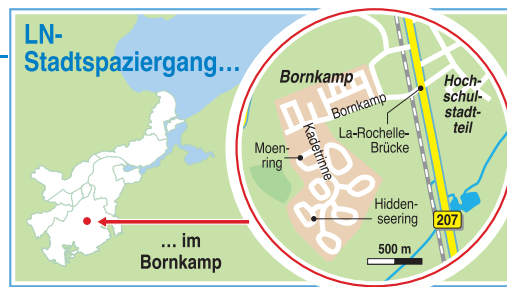 LN-
Stadtspaziergang...
... im
Bornkamp
Bornkamp
Hoch-
schul-
stadt-
teil
Bornkamp
La-Rochelle-
Brücke
Kadetrinne
Moen-
ring
Hidden-
seering
207
500 m